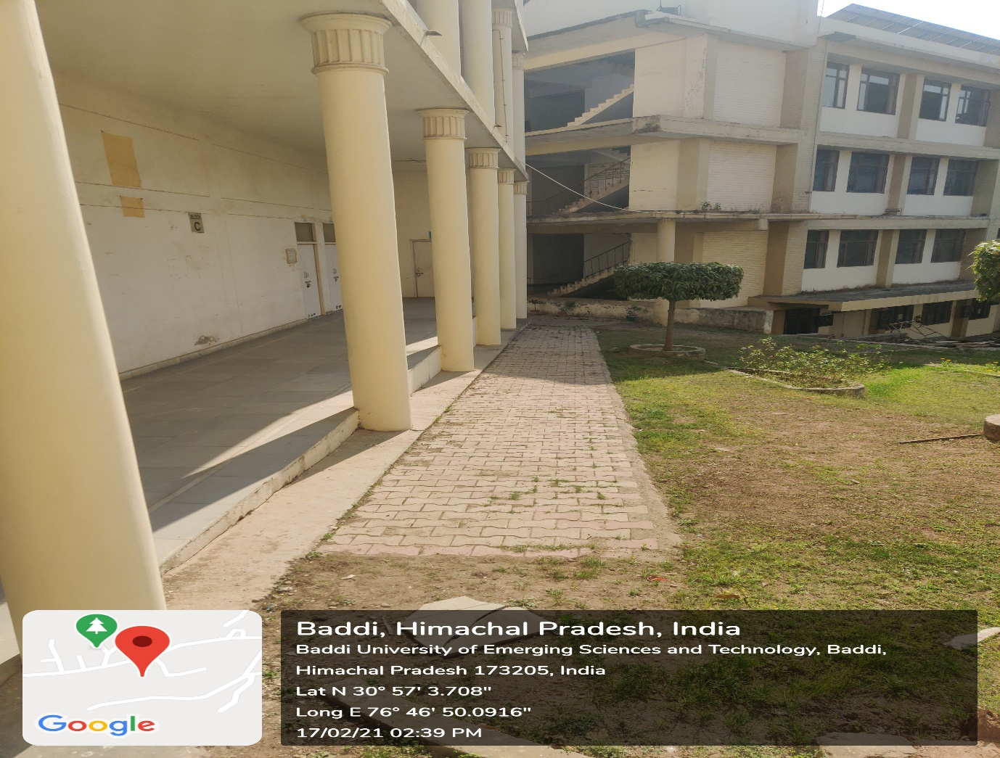 BLOCK
C
Baddi, Himachal Pradesh, India
Baddi University of Emerging Sciences and Technology, Baddi,
Himachal Pradesh 173205, India
Lat N 30° 57' 3.708"
Long E 76° 46' 50.0916"
17/02/21 02:39 PM
Google